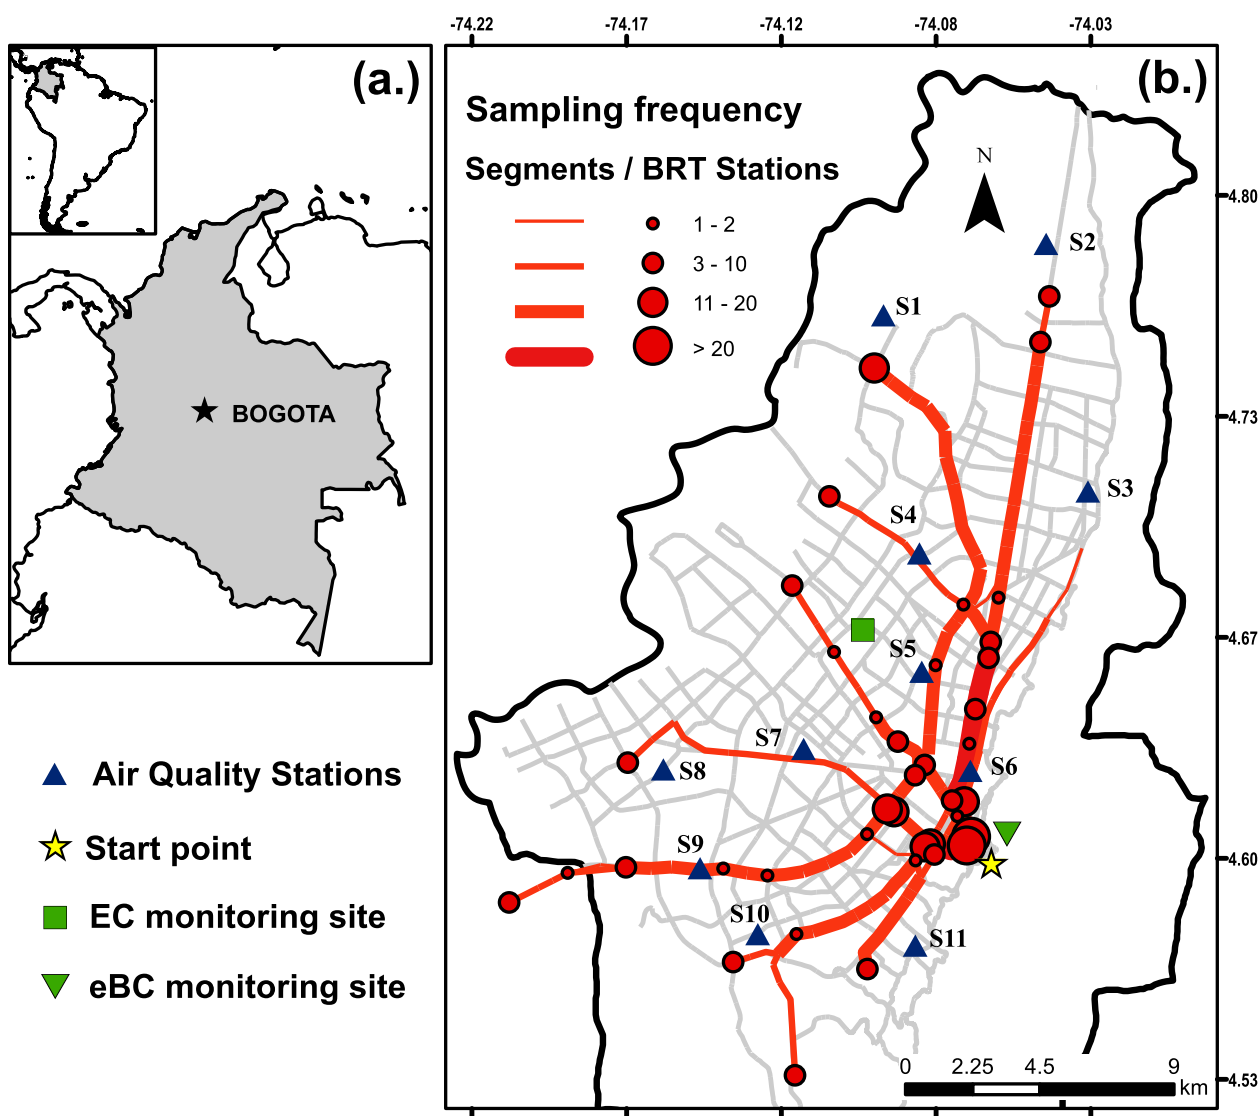 -74.22 -74.17 -74.12 -74.08 -74.03
(a.)
(b.)
Sampling frequency
Segments / BRT Stations
1 - 2
3 - 10
11 - 20
> 20
N
4.80
S2
S1
BOGOTA
4.73
S3
S4
4.67
S5
S7
S6
S8
Air Quality Stations
Start point
S9
4.60
EC monitoring site
S10
S11
eBC monitoring site
0 2.25 4.5 9
km
4.53